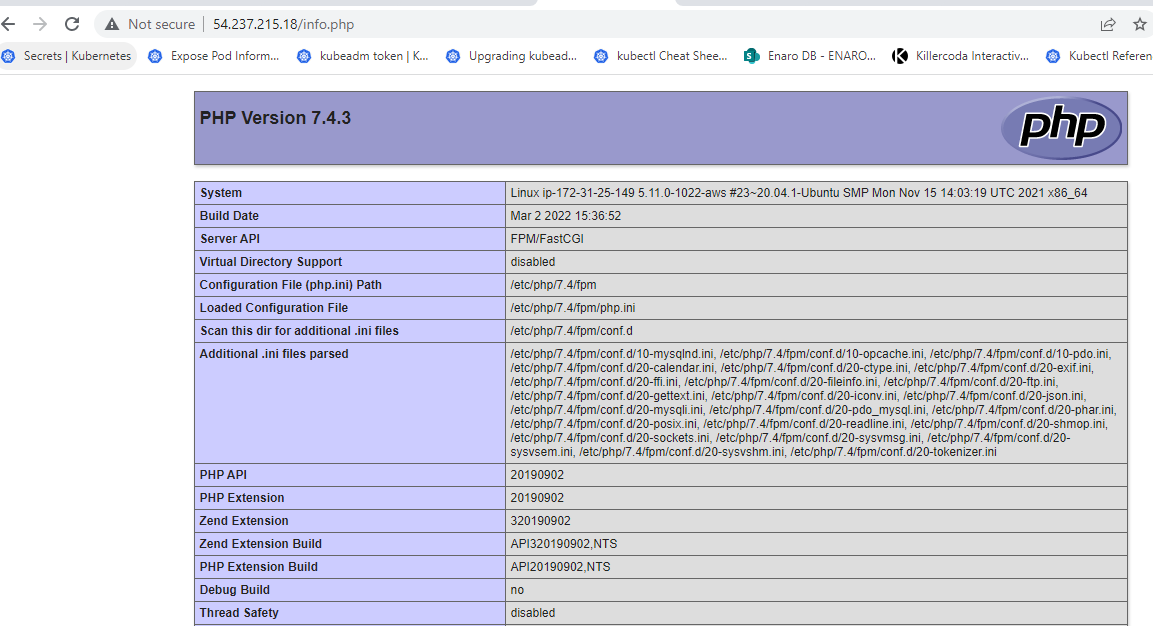 Not secure | 54.237.215.18/info.php
Secrets | Kubernetes Expose Pod Inform... kubeadm token | K... Upgrading kubead... kubectl Cheat Shee... Enaro DB - ENARO... Killercoda Interactiv... Kubectl Referen
PHP Version 7.4.3
php
System Linux ip-172-31-25-149 5.11.0-1022-aws #23~20.04.1-Ubuntu SMP Mon Nov 15 14:03:19 UTC 2021 x86_64
Build Date Mar 2 2022 15:36:52
Server API FPM/FastCGI
Virtual Directory Support disabled
Configuration File (php.ini) Path /etc/php/7.4/fpm
Loaded Configuration File /etc/php/7.4/fpm/php.ini
Scan this dir for additional .ini files /etc/php/7.4/fpm/conf.d
Additional .ini files parsed /etc/php/7.4/fpm/conf.d/10-mysqlnd.ini, /etc/php/7.4/fpm/conf.d/10-opcache.ini, /etc/php/7.4/fpm/conf.d/10-pdo.ini,
/etc/php/7.4/fpm/conf.d/20-calendar.ini, /etc/php/7.4/fpm/conf.d/20-ctype.ini, /etc/php/7.4/fpm/conf.d/20-exif.ini,
/etc/php/7.4/fpm/conf.d/20-ffi.ini, /etc/php/7.4/fpm/conf.d/20-fileinfo.ini, /etc/php/7.4/fpm/conf.d/20-ftp.ini,
/etc/php/7.4/fpm/conf.d/20-gettext.ini, /etc/php/7.4/fpm/conf.d/20-iconv.ini, /etc/php/7.4/fpm/conf.d/20-json.ini,
/etc/php/7.4/fpm/conf.d/20-mysqli.ini, /etc/php/7.4/fpm/conf.d/20-pdo_mysql.ini, /etc/php/7.4/fpm/conf.d/20-phar.ini,
/etc/php/7.4/fpm/conf.d/20-posix.ini, /etc/php/7.4/fpm/conf.d/20-readline.ini, /etc/php/7.4/fpm/conf.d/20-shmop.ini,
/etc/php/7.4/fpm/conf.d/20-sockets.ini, /etc/php/7.4/fpm/conf.d/20-sysvmsg.ini, /etc/php/7.4/fpm/conf.d/20-
sysvsem.ini, /etc/php/7.4/fpm/conf.d/20-sysvshm.ini, /etc/php/7.4/fpm/conf.d/20-tokenizer.ini
PHP API 20190902
PHP Extension 20190902
Zend Extension 320190902
Zend Extension Build API320190902,NTS
PHP Extension Build API20190902,NTS
Debug Build no
Thread Safety disabled